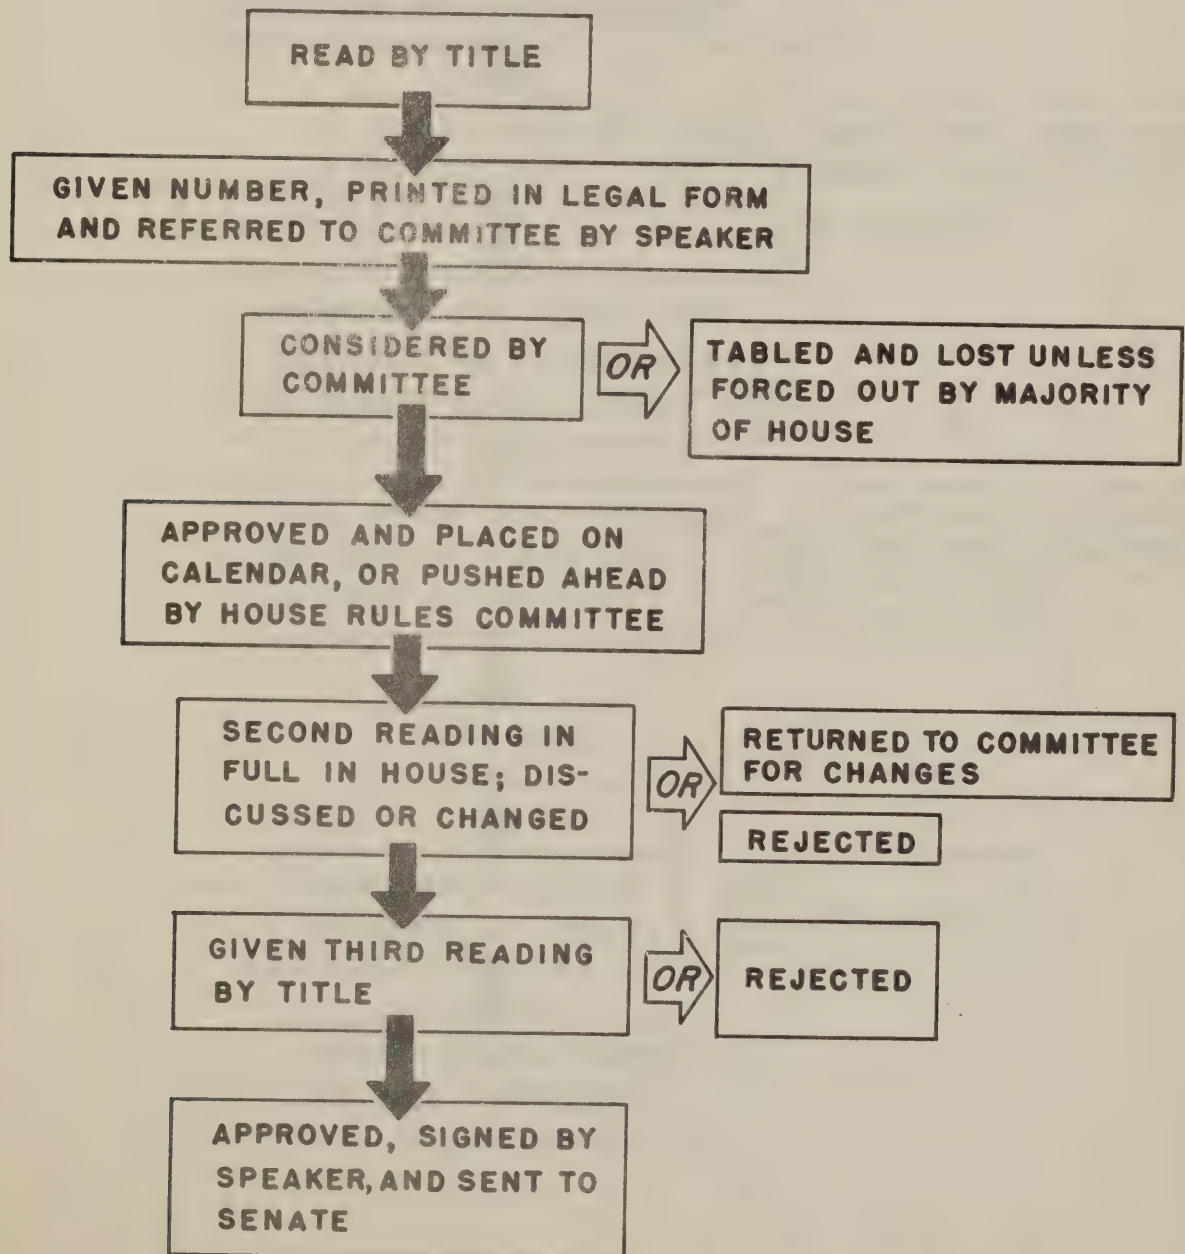 READ BY TITLE
GIVEN NUMBER, PRINTED IN LEGAL FORM
AND REFERRED TO COMMITTEE BY SPEAKER
CONSIDERED BY
COMMITTEE
OR
TABLED AND LOST UNLESS
FORCED OUT BY MAJORITY
OF HOUSE
APPROVED AND PLACED ON
CALENDAR, OR PUSHED AHEAD
BY HOUSE RULES COMMITTEE
SECOND READING IN
FULL IN HOUSE; DIS-
CUSSED OR CHANGED
OR
RETURNED TO COMMITTEE
FOR CHANGES
REJECTED
GIVEN THIRD READING
BY TITLE
OR
REJECTED
APPROVED, SIGNED BY
SPEAKER, AND SENT TO
SENATE